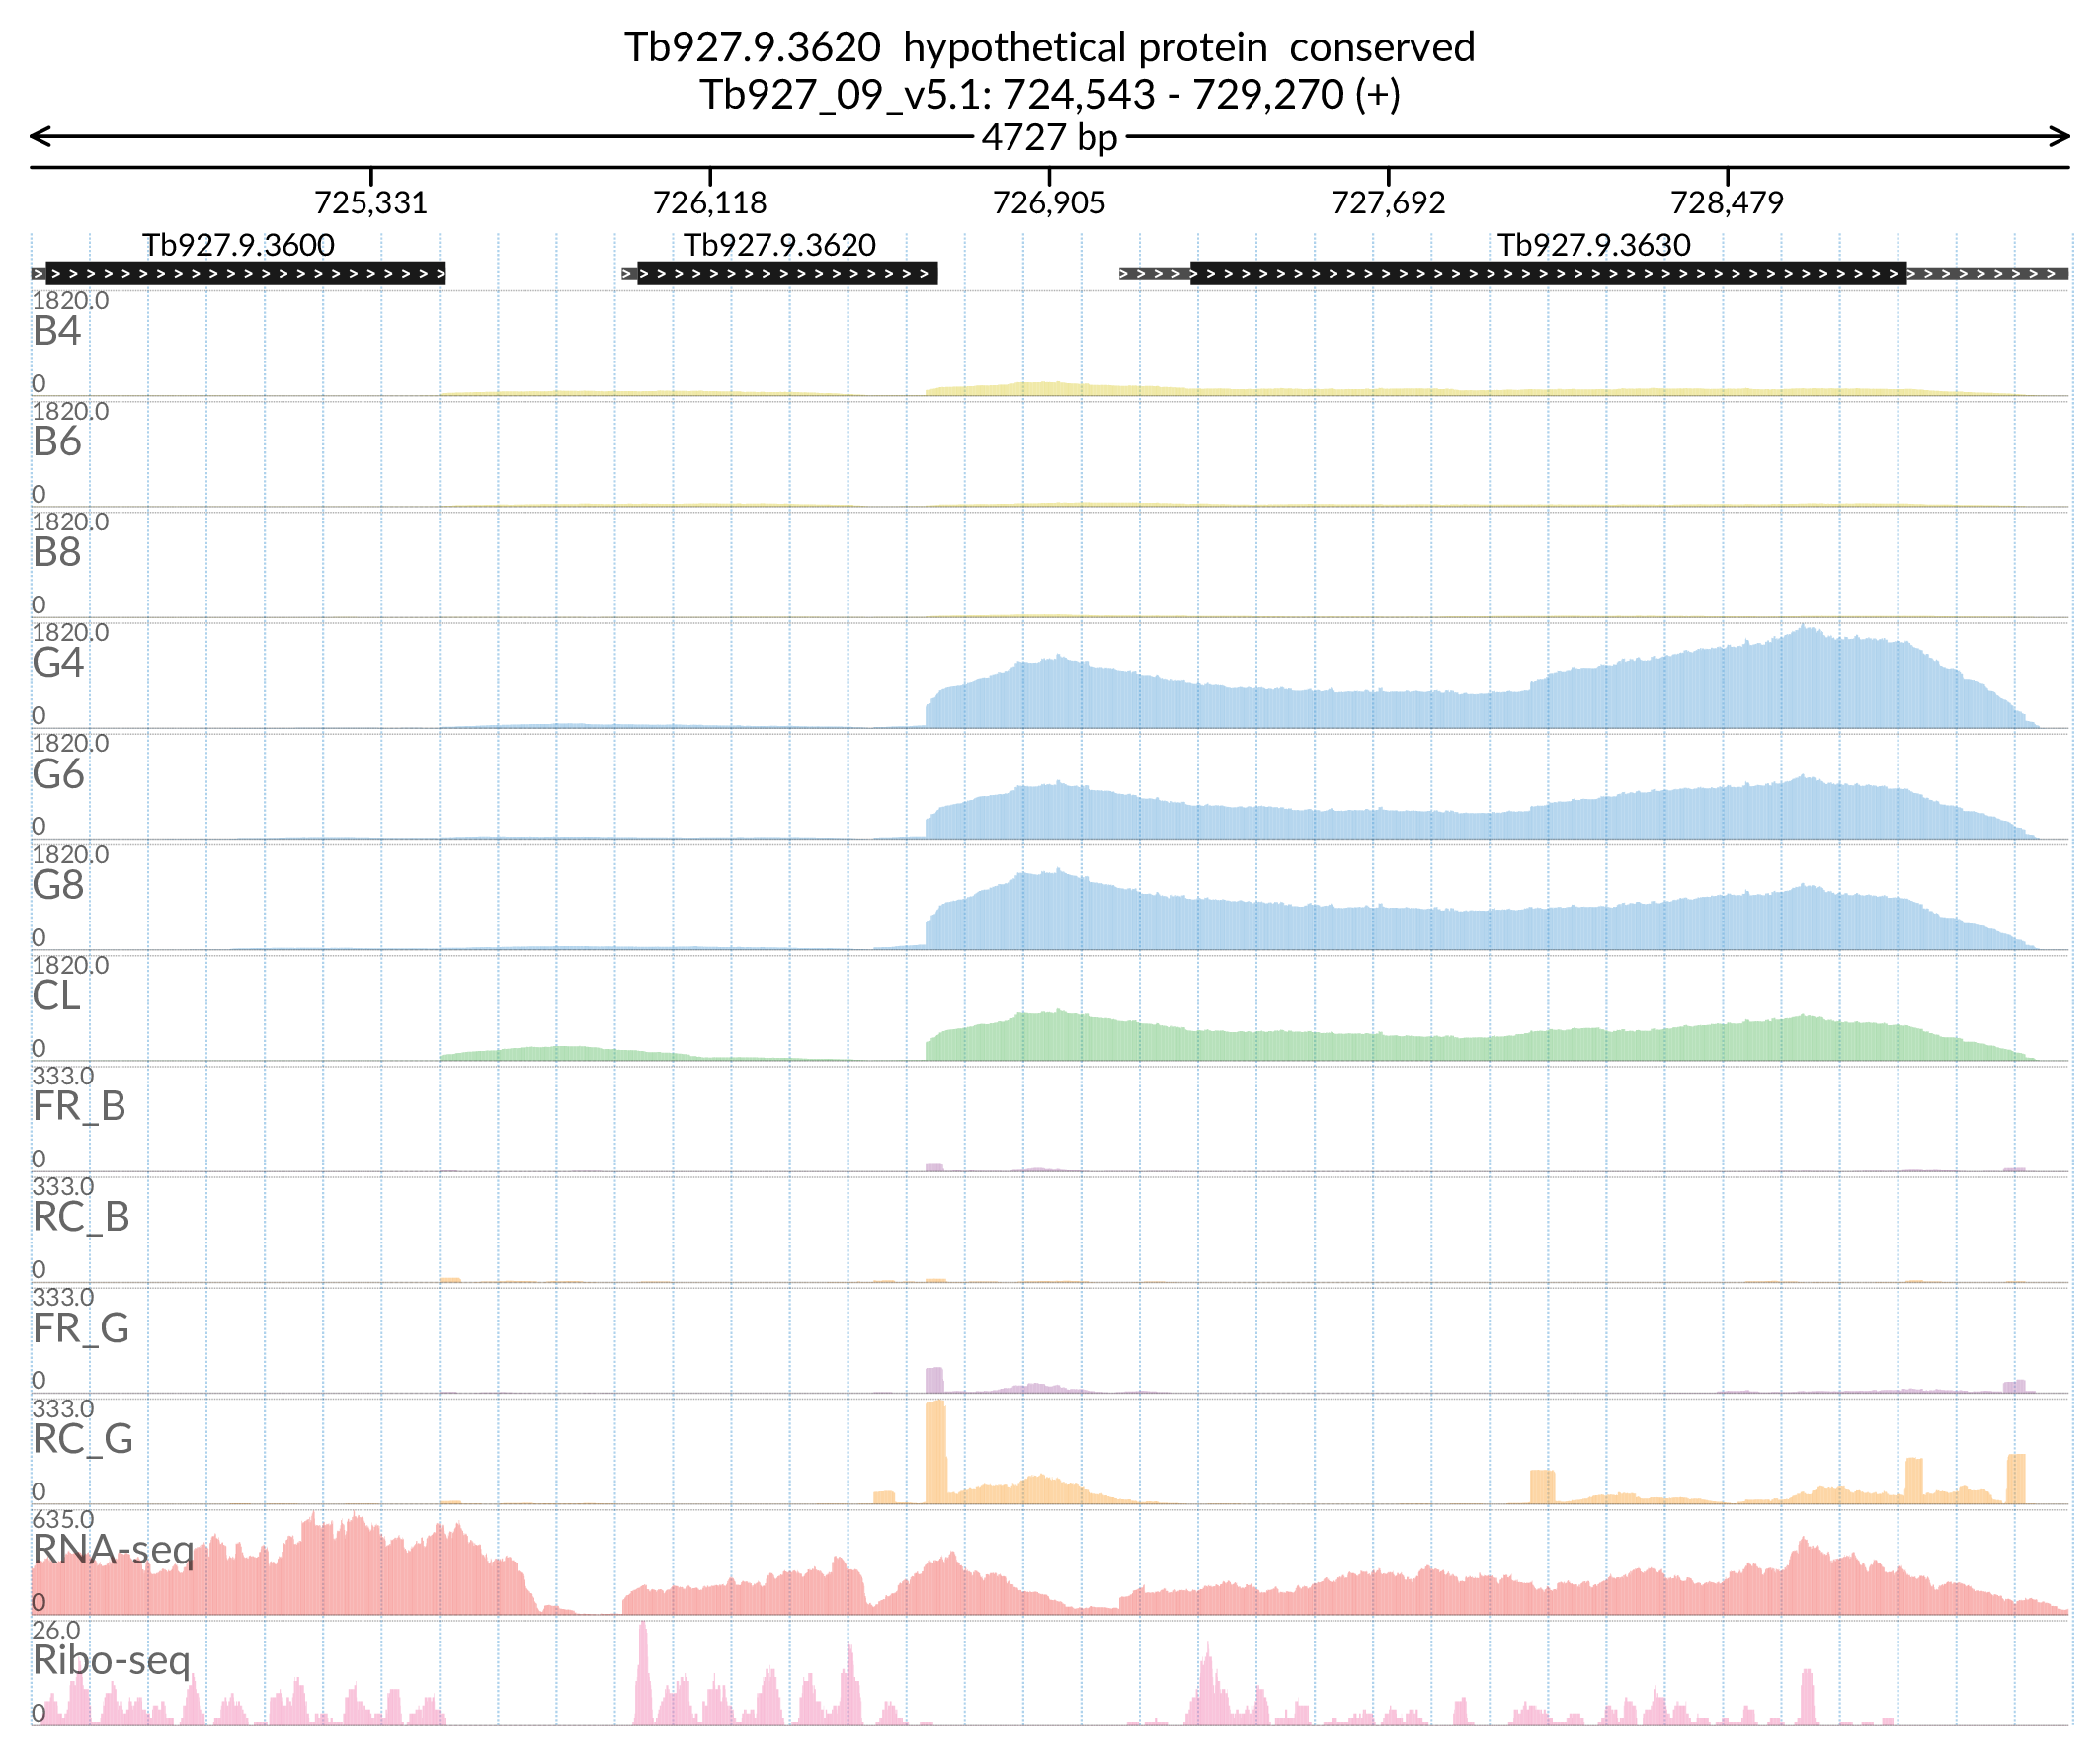 Tb927.9.3620 hypothetical protein conserved
Tb927_09_v5.1: 724,543 - 729,270 (+)
4727 bp
725,331 726,118 726,905 727,692 728,479
Tb927.9.3600 Tb927.9.3620 Tb927.9.3630
1820.0
B4
0
1820.0
B6
0
1820.0
B8
0
1820.0
G4
0
1820.0
G6
0
1820.0
G8
0
1820.0
CL
0
333.0
FR_B
0
333.0
RC_B
0
333.0
FR_G
0
333.0
RC_G
0
635.0
RNA-seq
0
26.0
Ribo-seq
0